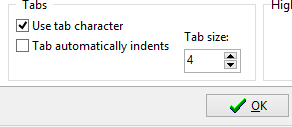 Tabs
Use tab character
Tab automatically indents
Tab size:
4
OK